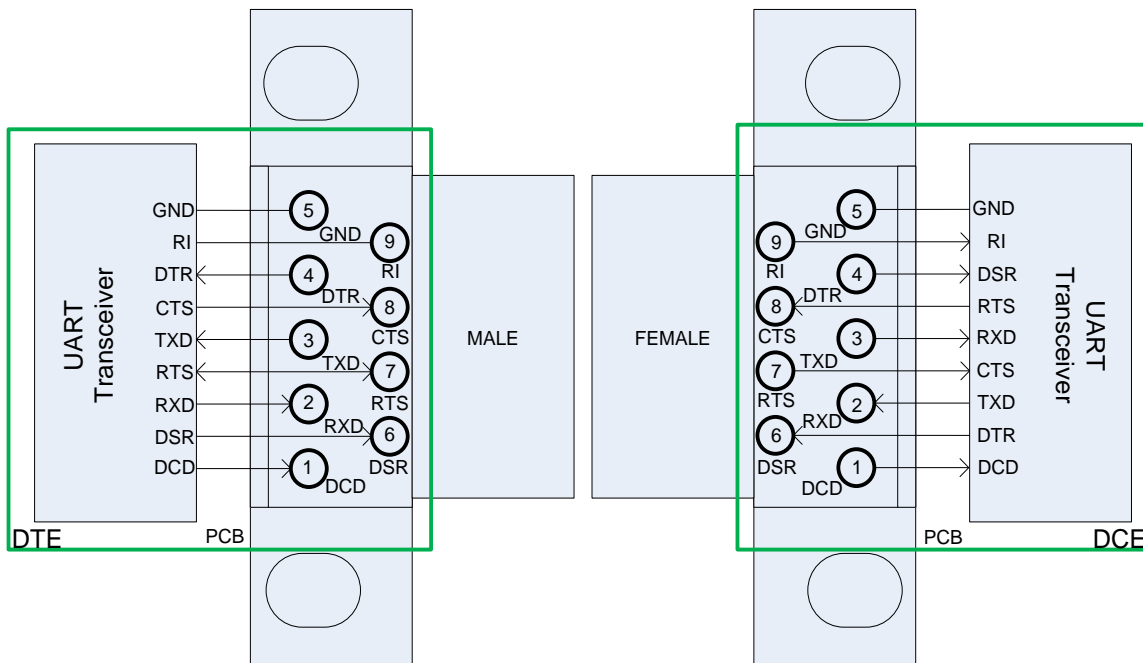 UART
Transceiver
GND
RI
DTR
CTS
TXD
RTS
RXD
DSR
DCD
DTE
PCB
5
GND
9
RI
4
DTR
8
CTS
3
TXD
7
RTS
2
RXD
6
DSR
1
DCD
MALE
FEMALE
5
GND
9
RI
4
DTR
8
CTS
3
TXD
7
RTS
2
RXD
6
DSR
1
DCD
GND
RI
DSR
RTS
RXD
CTS
TXD
DTR
DCD
UART
Transceiver
PCB
DCE